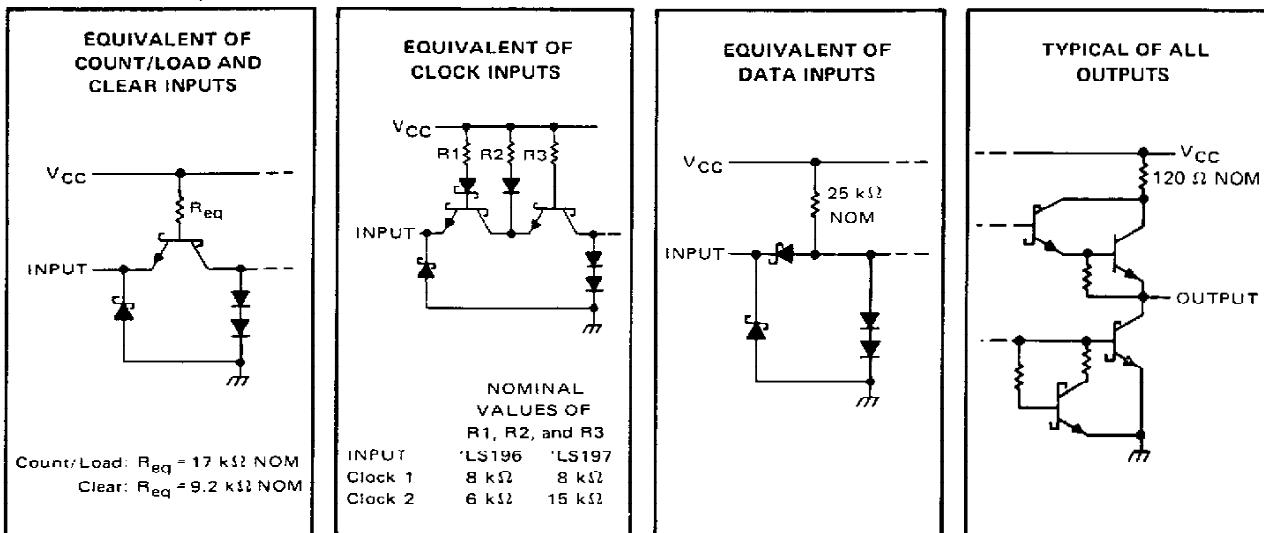 EQUIVALENT OF
COUNT/LOAD AND
CLEAR INPUTS
VCC
Req
INPUT
Count/Load: Req = 17 kΩ NOM
Clear: Req = 9.2 kΩ NOM
EQUIVALENT OF
CLOCK INPUTS
VCC
R1 R2 R3
INPUT
NOMINAL
VALUES OF
R1, R2, and R3
INPUT 'LS196 'LS197
Clock 1 8 kΩ 8 kΩ
Clock 2 6 kΩ 15 kΩ
EQUIVALENT OF
DATA INPUTS
VCC
25 kΩ
NOM
INPUT
TYPICAL OF ALL
OUTPUTS
VCC
120 Ω NOM
OUTPUT